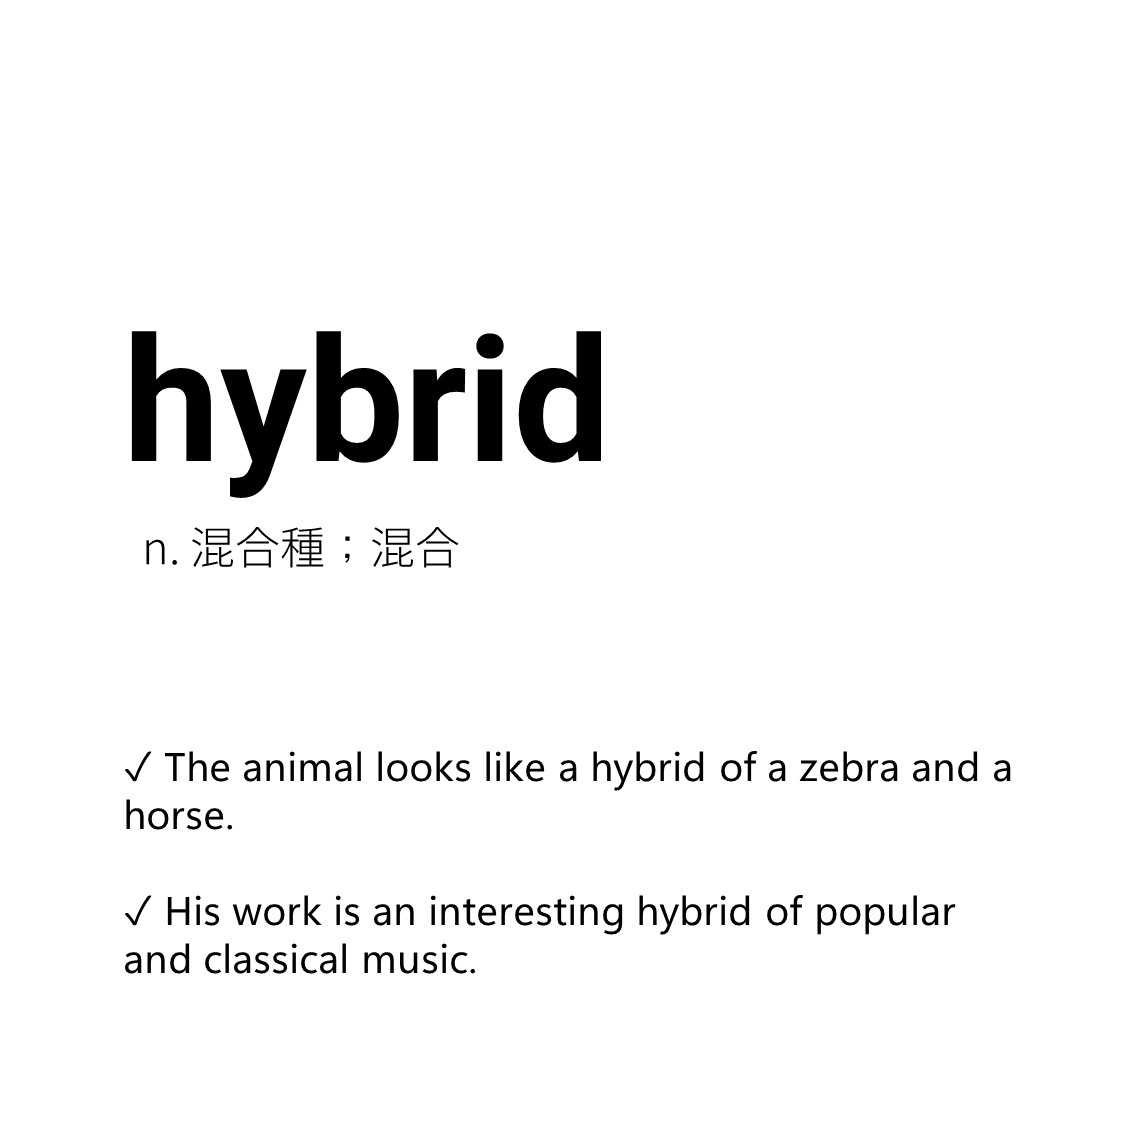 hybrid
n. 混合種；混合
✓ The animal looks like a hybrid of a zebra and a
horse.
✓ His work is an interesting hybrid of popular
and classical music.